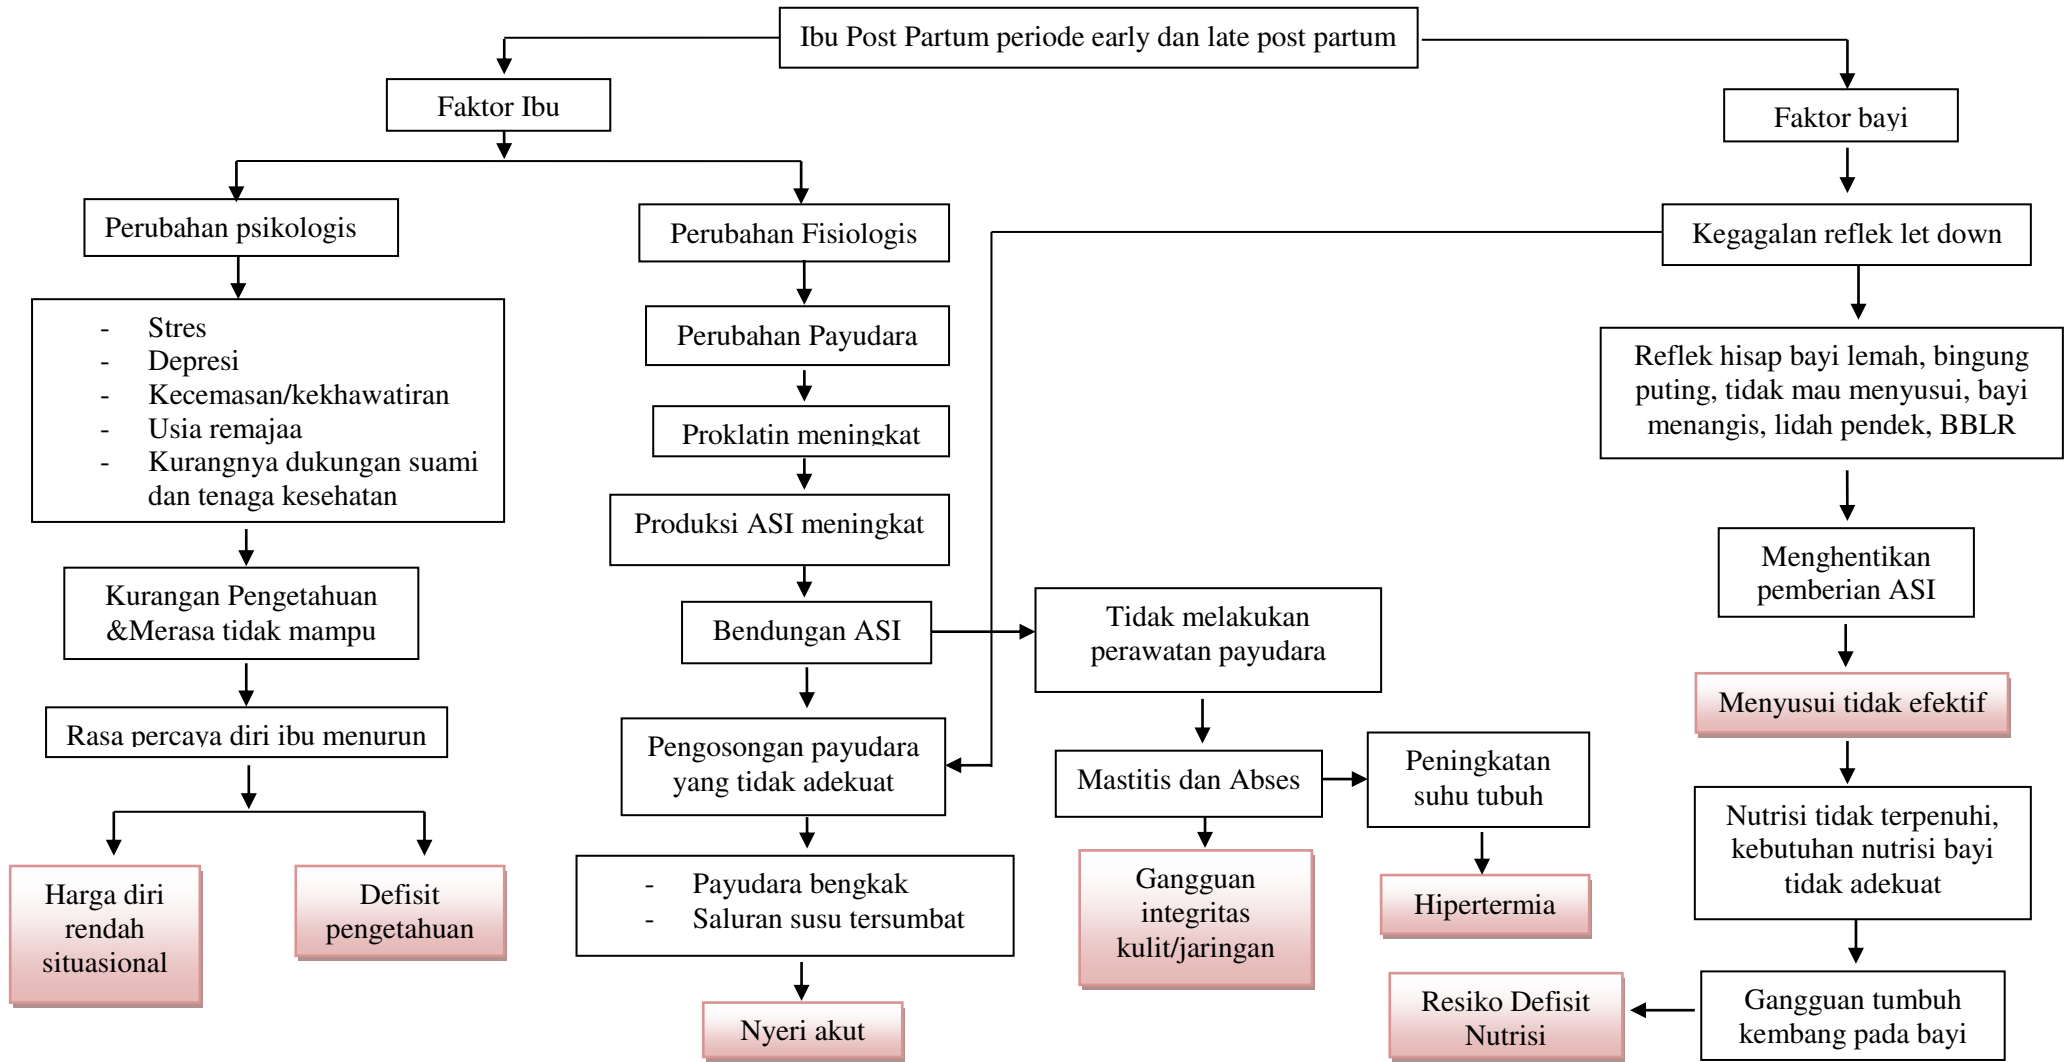 Ibu Post Partum periode early dan late post partum
Faktor Ibu
Faktor bayi
Perubahan psikologis
Perubahan Fisiologis
Kegagalan reflek let down
- Stres
- Depresi
- Kecemasan/kekhawatiran
- Usia remajaa
- Kurangnya dukungan suami
dan tenaga kesehatan
Perubahan Payudara
Reflek hisap bayi lemah, bingung
puting, tidak mau menyusui, bayi
menangis, lidah pendek, BBLR
Proklatin meningkat
Produksi ASI meningkat
Menghentikan
pemberian ASI
Kurangan Pengetahuan
&Merasa tidak mampu
Bendungan ASI
Tidak melakukan
perawatan payudara
Menyusui tidak efektif
Rasa percaya diri ibu menurun
Pengosongan payudara
yang tidak adekuat
Mastitis dan Abses
Peningkatan
suhu tubuh
Nutrisi tidak terpenuhi,
kebutuhan nutrisi bayi
tidak adekuat
Harga diri
rendah
situasional
Defisit
pengetahuan
- Payudara bengkak
- Saluran susu tersumbat
Gangguan
integritas
kulit/jaringan
Hipertermia
Nyeri akut
Resiko Defisit
Nutrisi
Gangguan tumbuh
kembang pada bayi